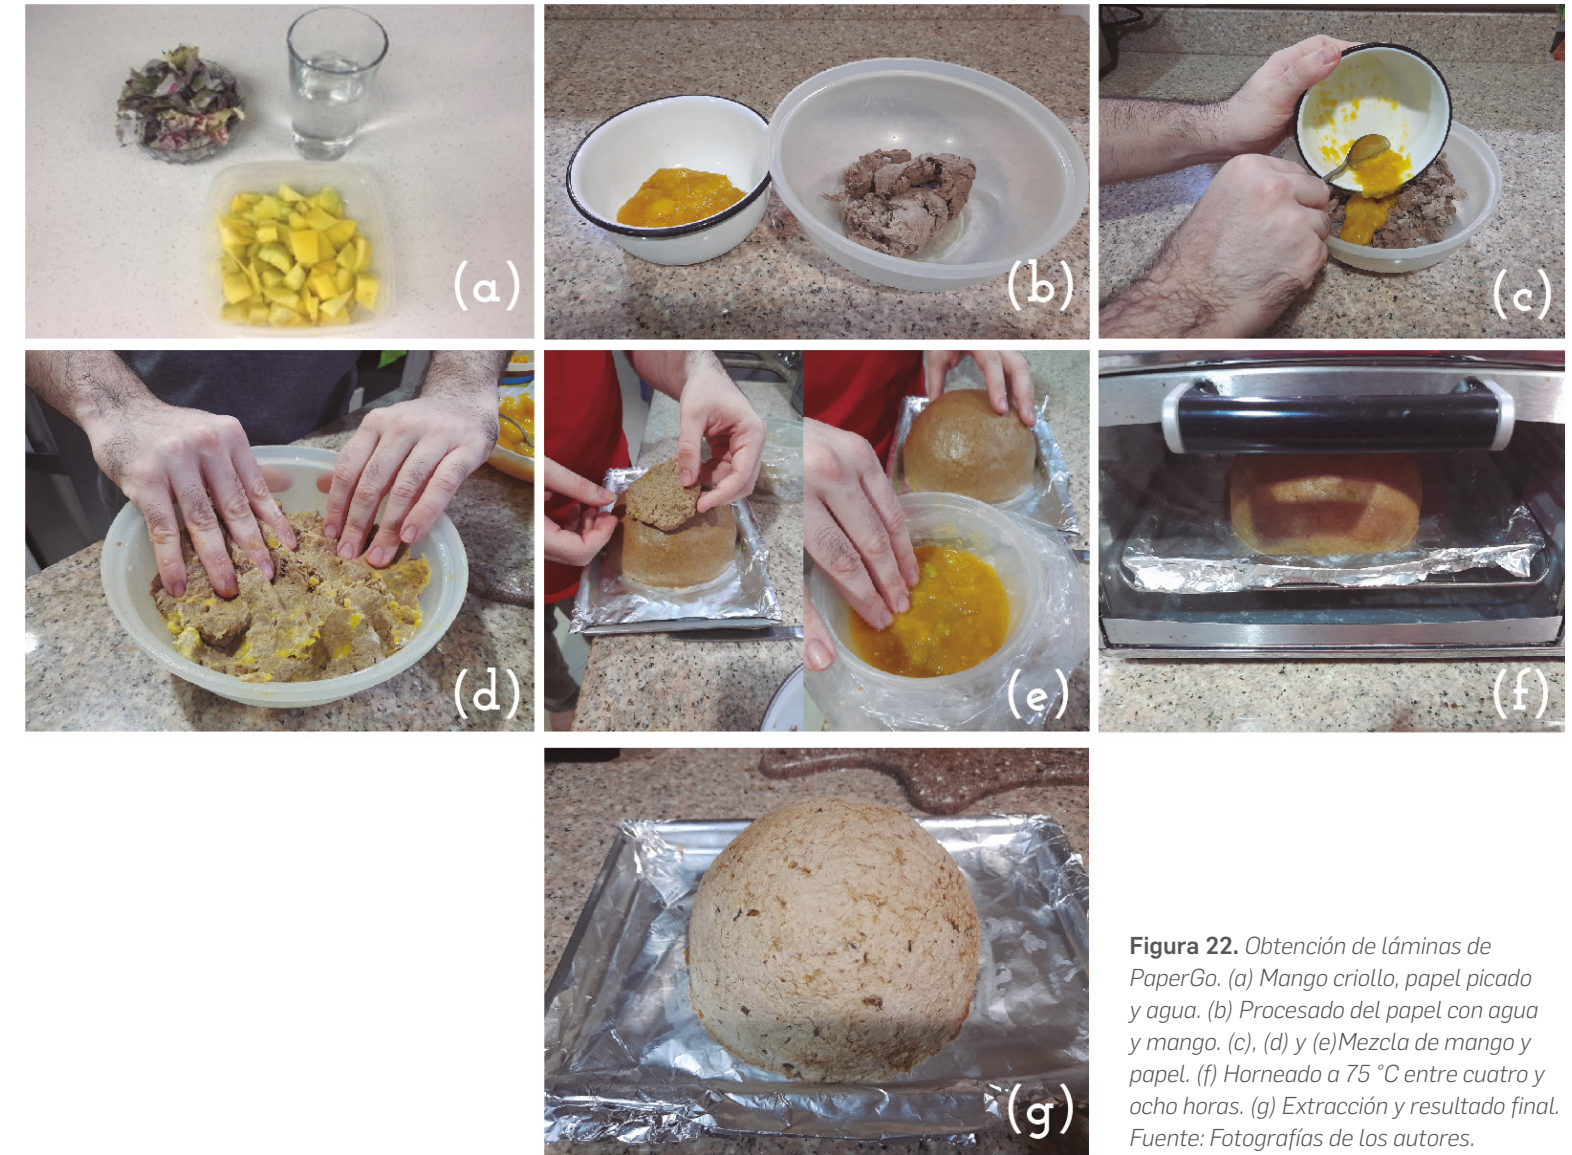 (a)
(b)
(c)
(d)
(e)
(f)
(g)
Figura 22. Obtención de láminas de
PaperGo. (a) Mango criollo, papel picado
y agua. (b) Procesado del papel con agua
y mango. (c), (d) y (e)Mezcla de mango y
papel. (f) Horneado a 75 °C entre cuatro y
ocho horas. (g) Extracción y resultado final.
Fuente: Fotografías de los autores.